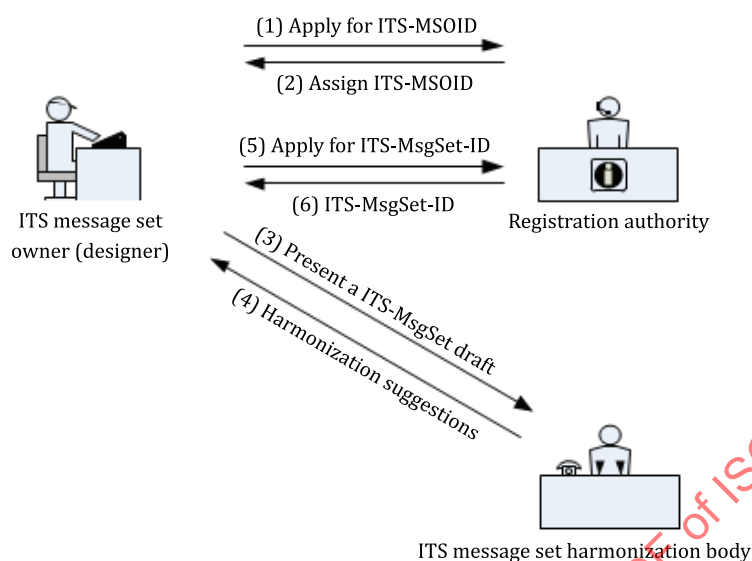 (1) Apply for ITS-MSOID
(2) Assign ITS-MSOID
(5) Apply for ITS-MsgSet-ID
(6) ITS-MsgSet-ID
ITS message set
owner (designer)
Registration authority
(3) Present a ITS-MsgSet draft
(4) Harmonization suggestions
ITS message set harmonization body
of ISO